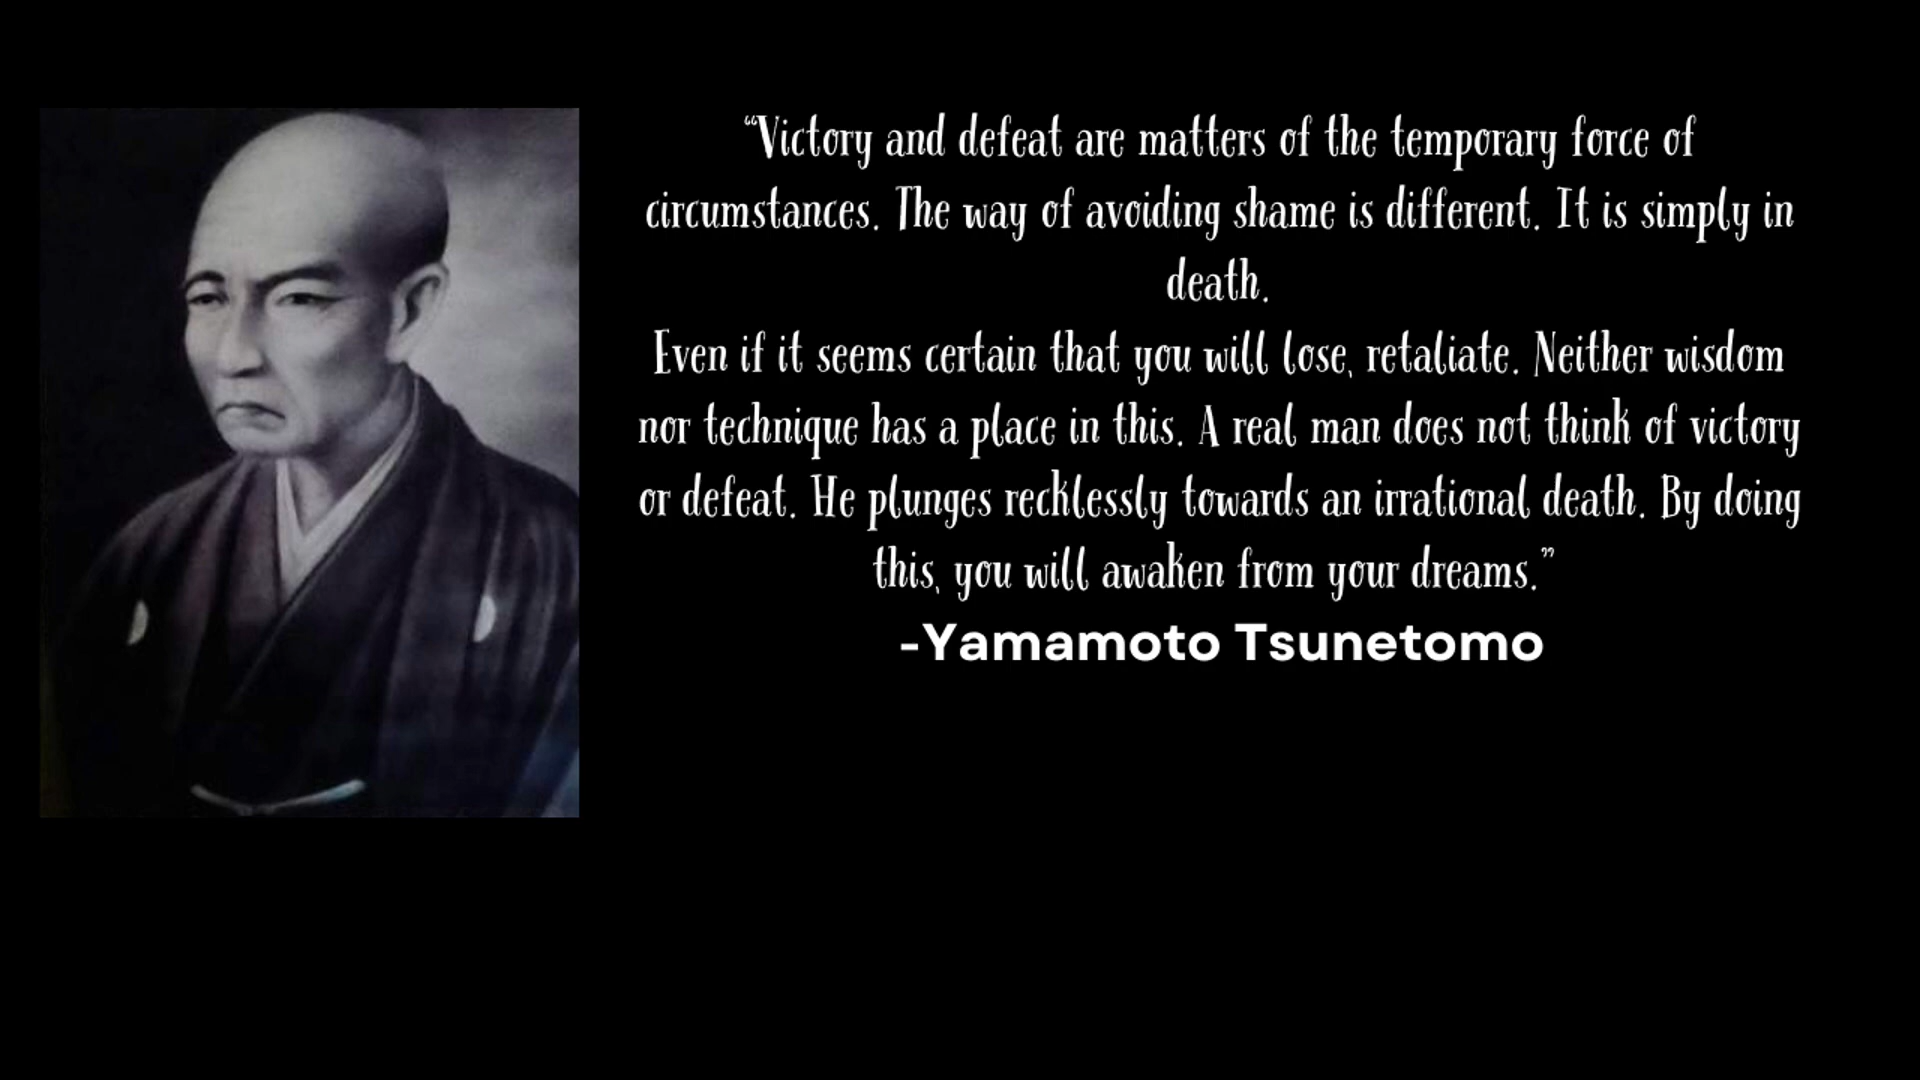 “Victory and defeat are matters of the temporary force of
circumstances. The way of avoiding shame is different. It is simply in
death.
Even if it seems certain that you will lose, retaliate. Neither wisdom
nor technique has a place in this. A real man does not think of victory
or defeat. He plunges recklessly towards an irrational death. By doing
this, you will awaken from your dreams.”
-Yamamoto Tsunetomo